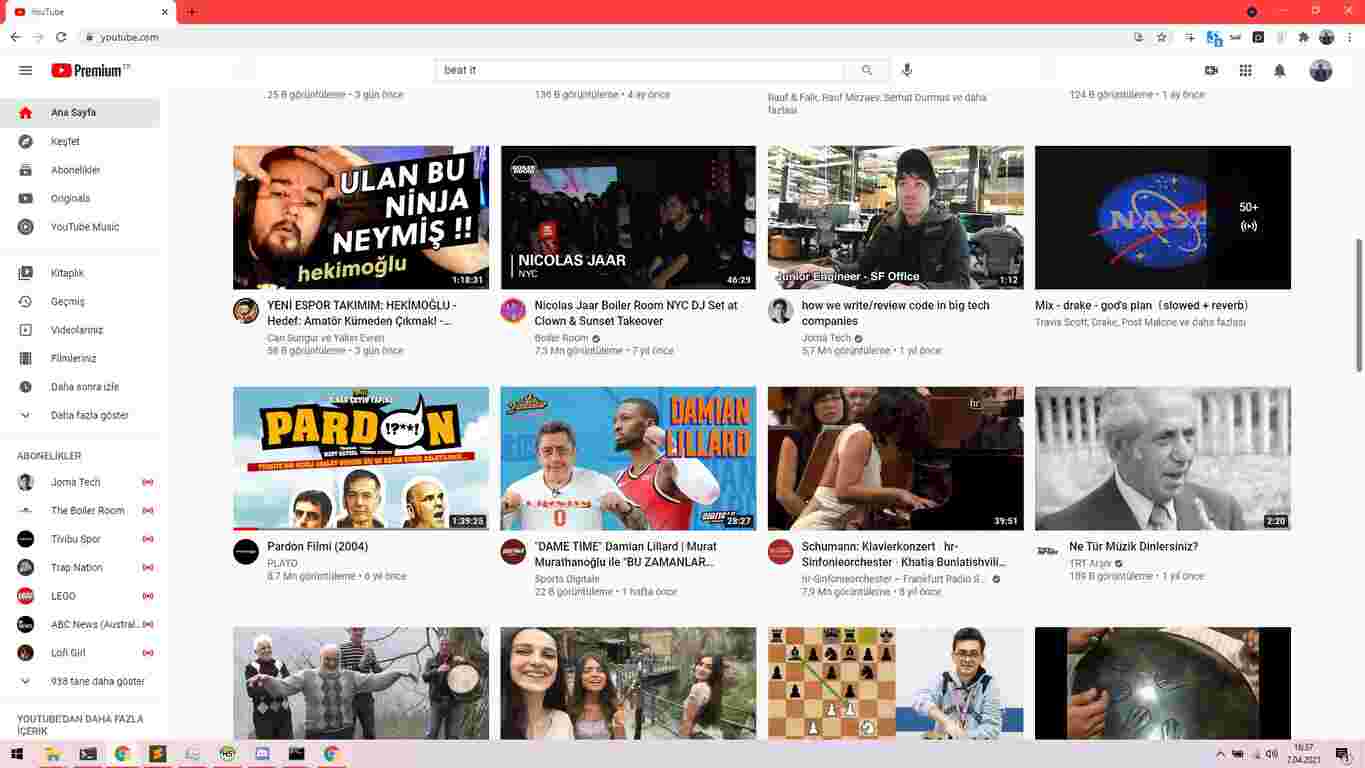 YouTube
youtube.com
Premium TR
beat it
Ana Sayfa
Keşfet
Abonelikler
Originals
YouTube Music
Kitaplık
Geçmiş
Videolarınız
Filmleriniz
Daha sonra izle
Daha fazla göster
ABONELİKLER
Joma Tech
The Boiler Room
Tivibu Spor
Trap Nation
LEGO
ABC News (Austral...
Lofi Girl
938 tane daha göster
YOUTUBE'DAN DAHA FAZLA
İÇERİK
25 B görüntüleme • 3 gün önce
136 B görüntüleme • 4 ay önce
Rauf & Faik, Rauf Mirzaev, Serhat Durmus ve daha
fazlası
124 B görüntüleme • 1 ay önce
ULAN BU
NİNJA
NEYMİŞ !!
hekimoğlu
1:18:31
YENİ ESPOR TAKIMIM: HEKİMOĞLU -
Hedef: Amatör Kümeden Çıkmak! -...
Can Sungur ve Yalın Evren
58 B görüntüleme • 3 gün önce
BOILER
ROOM
NICOLAS JAAR
NYC
46:29
Nicolas Jaar Boiler Room NYC DJ Set at
Clown & Sunset Takeover
Boiler Room
7,3 Mn görüntüleme • 7 yıl önce
Junior Engineer - SF Office
1:12
how we write/review code in big tech
companies
Joma Tech
5,7 Mn görüntüleme • 1 yıl önce
NASA
50+
Mix - drake - god's plan (slowed + reverb)
Travis Scott, Drake, Post Malone ve daha fazlası
PARDON
!?**!
1:39:25
Pardon Filmi (2004)
PLATO
8,7 Mn görüntüleme • 6 yıl önce
DAMIAN
LILLARD
0
28:27
"DAME TIME" Damian Lillard | Murat
Murathanoğlu ile "BU ZAMANLAR...
Sports Digitale
22 B görüntüleme • 1 hafta önce
hr
39:51
Schumann: Klavierkonzert hr-
Sinfonieorchester · Khatia Buniatishvili...
hr-Sinfonieorchester – Frankfurt Radio S...
2:20
Ne Tür Müzik Dinlersiniz?
TRT Arşiv
189 B görüntüleme • 1 yıl önce
16:37
7.04.2021